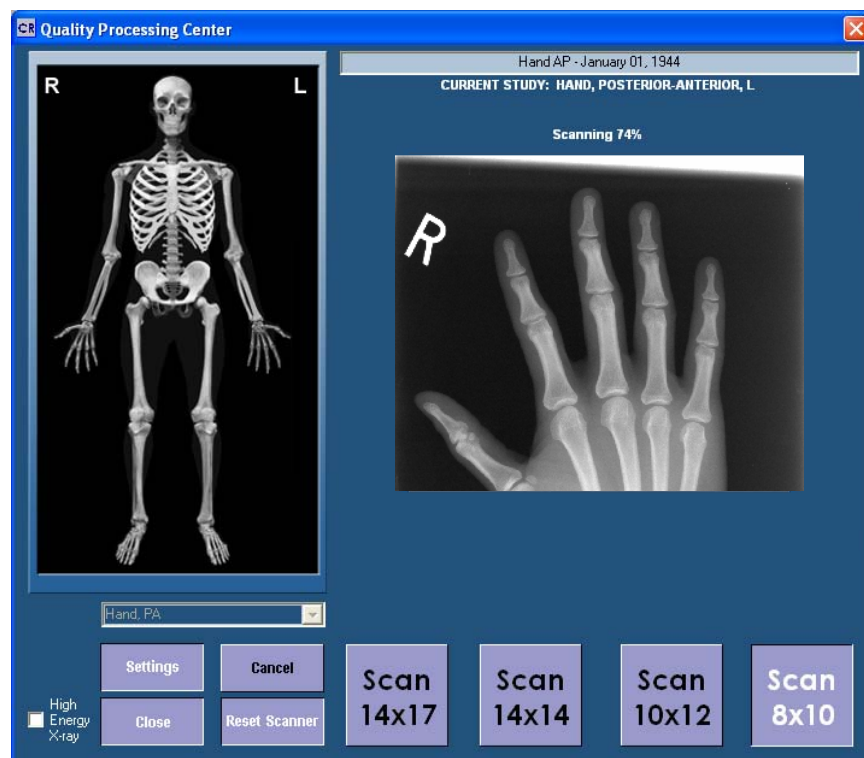 CR Quality Processing Center
R L
Hand AP - January 01, 1944
CURRENT STUDY: HAND, POSTERIOR-ANTERIOR, L
Scanning 74%
R
Hand, PA
Settings
Cancel
High
Energy
X-ray
Close
Reset Scanner
Scan
14x17
Scan
14x14
Scan
10x12
Scan
8x10